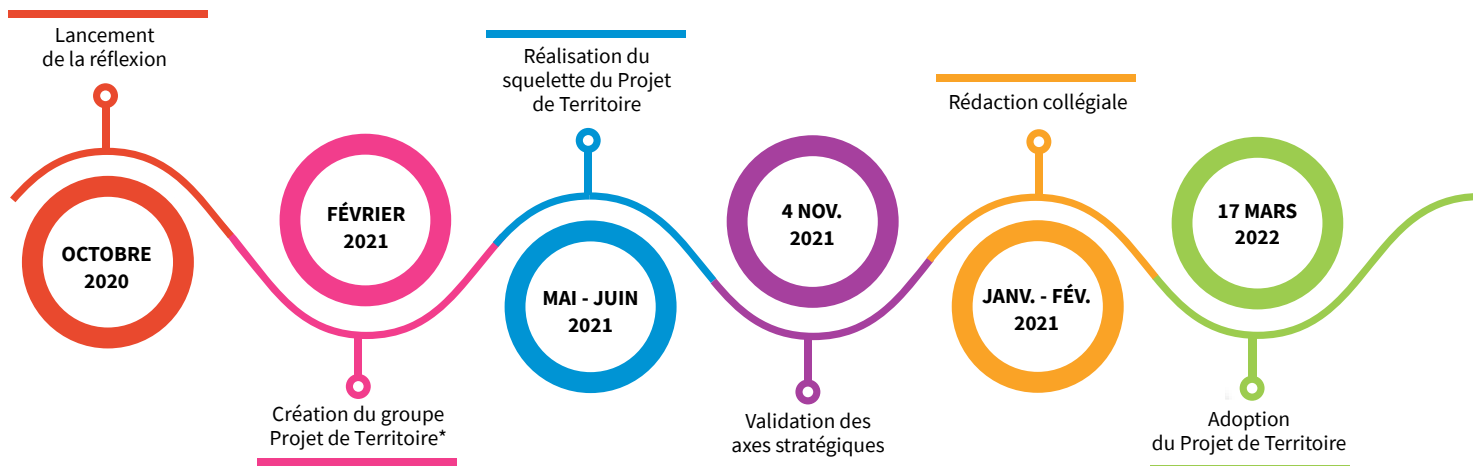 Lancement
de la réflexion
OCTOBRE
2020
FÉVRIER
2021
Création du groupe
Projet de Territoire*
Réalisation du
squelette du Projet
de Territoire
MAI - JUIN
2021
4 NOV.
2021
Validation des
axes stratégiques
Rédaction collégiale
JANV. - FÉV.
2021
17 MARS
2022
Adoption
du Projet de Territoire